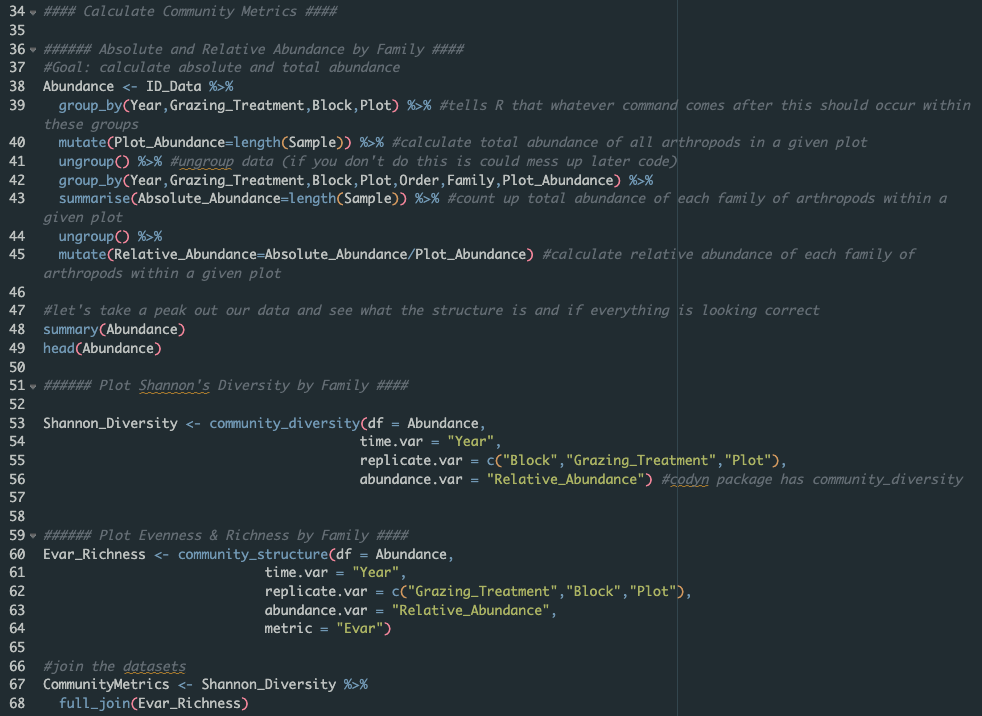 34 #### Calculate Community Metrics ####
35
36 ###### Absolute and Relative Abundance by Family ####
37 #Goal: calculate absolute and total abundance
38 Abundance <- ID_Data %>%
39   group_by(Year,Grazing_Treatment,Block,Plot) %>% #tells R that whatever command comes after this should occur within
these groups
40   mutate(Plot_Abundance=length(Sample)) %>% #calculate total abundance of all arthropods in a given plot
41   ungroup() %>% #ungroup data (if you don't do this is could mess up later code)
42   group_by(Year,Grazing_Treatment,Block,Plot,Order,Family,Plot_Abundance) %>%
43   summarise(Absolute_Abundance=length(Sample)) %>% #count up total abundance of each family of arthropods within a
given plot
44   ungroup() %>%
45   mutate(Relative_Abundance=Absolute_Abundance/Plot_Abundance) #calculate relative abundance of each family of
arthropods within a given plot
46
47 #let's take a peak out our data and see what the structure is and if everything is looking correct
48 summary(Abundance)
49 head(Abundance)
50
51 ###### Plot Shannon's Diversity by Family ####
52
53 Shannon_Diversity <- community_diversity(df = Abundance,
54                                         time.var = "Year",
55                                         replicate.var = c("Block","Grazing_Treatment","Plot"),
56                                         abundance.var = "Relative_Abundance") #codyn package has community_diversity
57
58
59 ###### Plot Evenness & Richness by Family ####
60 Evar_Richness <- community_structure(df = Abundance,
61                             time.var = "Year",
62                             replicate.var = c("Grazing_Treatment","Block","Plot"),
63                             abundance.var = "Relative_Abundance",
64                             metric = "Evar")
65
66 #join the datasets
67 CommunityMetrics <- Shannon_Diversity %>%
68   full_join(Evar_Richness)